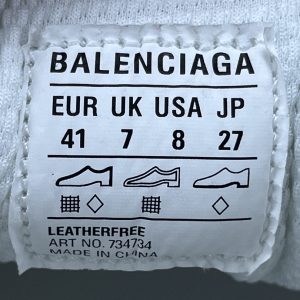 BALENCIAGA
EUR UK USA JP
41 7 8 27
LEATHERFREE
ART NO. 734734
MADE IN CHINA